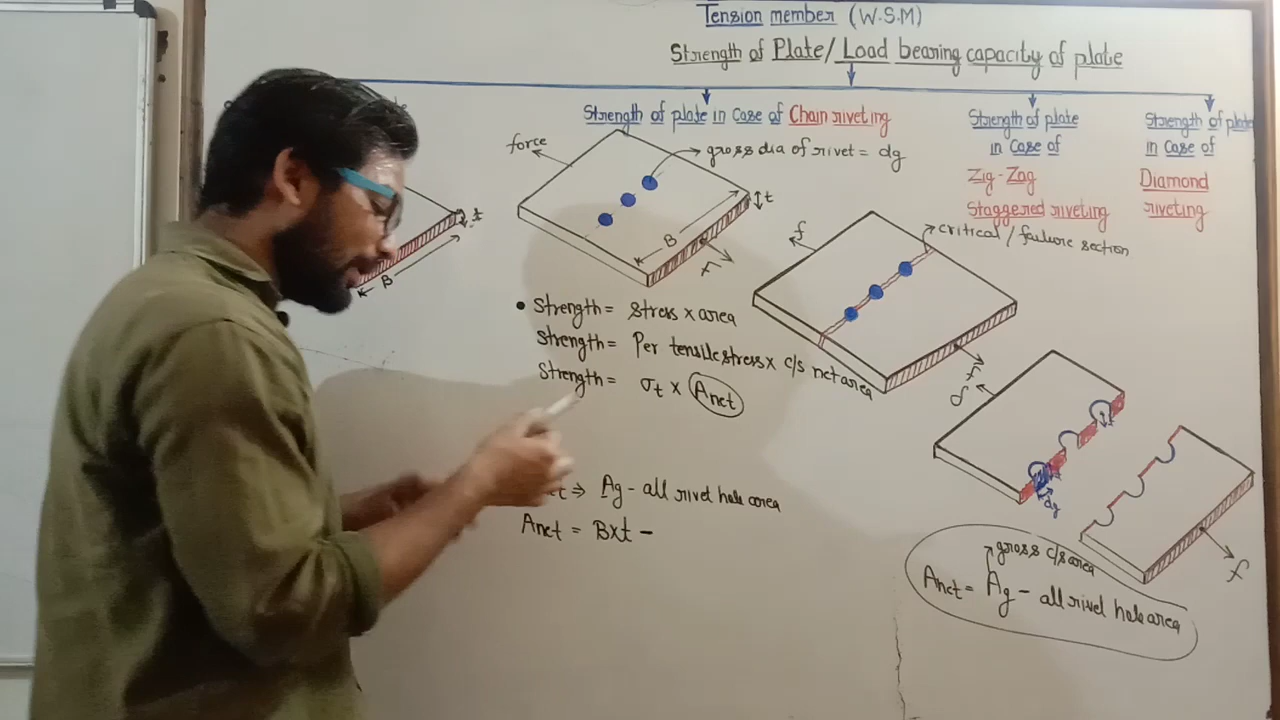 Tension member (W.S.M)
Strength of Plate/Load bearing capacity of plate
Strength of plate in case of Chain riveting
Strength of plate
in case of
Zig-Zag
Staggered riveting
Strength of plate
in case of
Diamond
riveting
force
gross dia of rivet = dg
t
B
f
t
B
f
critical / failure section
f
• Strength = stress x area
Strength = Per tensile stress x c/s net area
Strength = σt x Anet
f
dg
f
Ag - all rivet hole area
Anet = Bxt -
gross c/s area
Anet = Ag - all rivet hole area